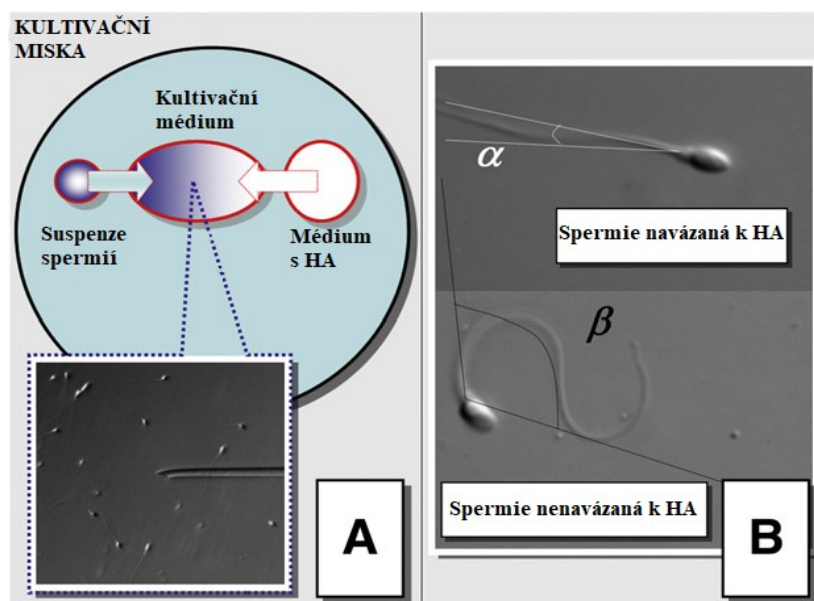 KULTIVAČNÍ
MISKA
Kultivační
médium
Suspenze
spermií
Médium
s HA
A
α
Spermie navázaná k HA
β
Spermie nenavázaná k HA
B